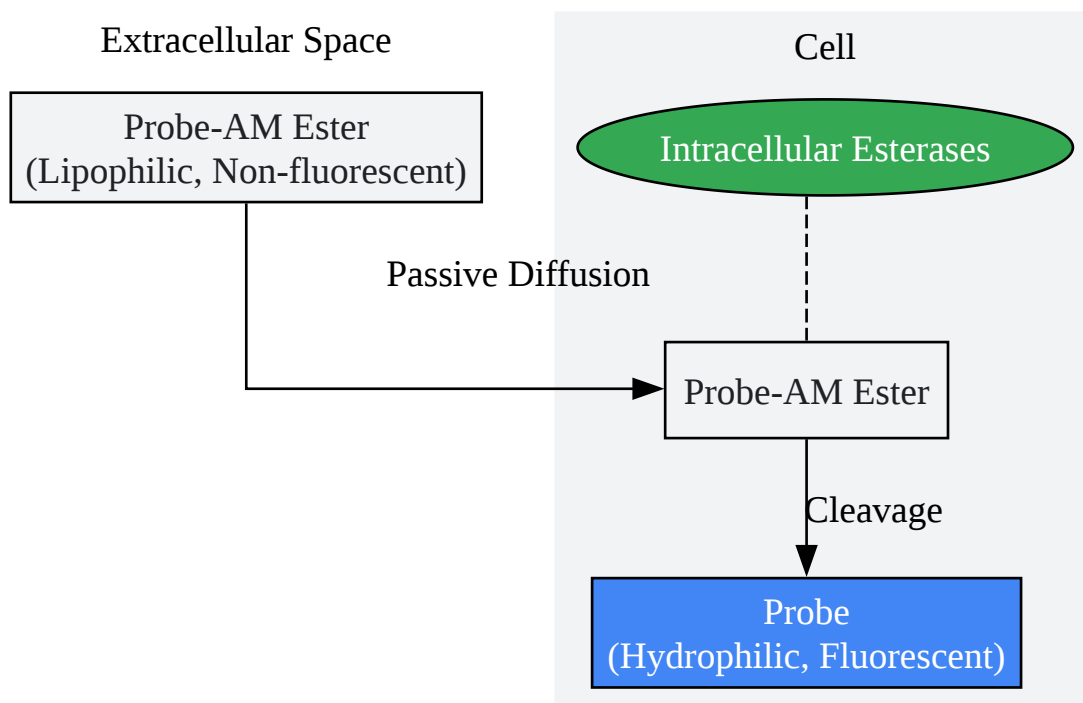 Extracellular Space
Cell
Probe-AM Ester
(Lipophilic, Non-fluorescent)
Intracellular Esterases
Passive Diffusion
Probe-AM Ester
Cleavage
Probe
(Hydrophilic, Fluorescent)